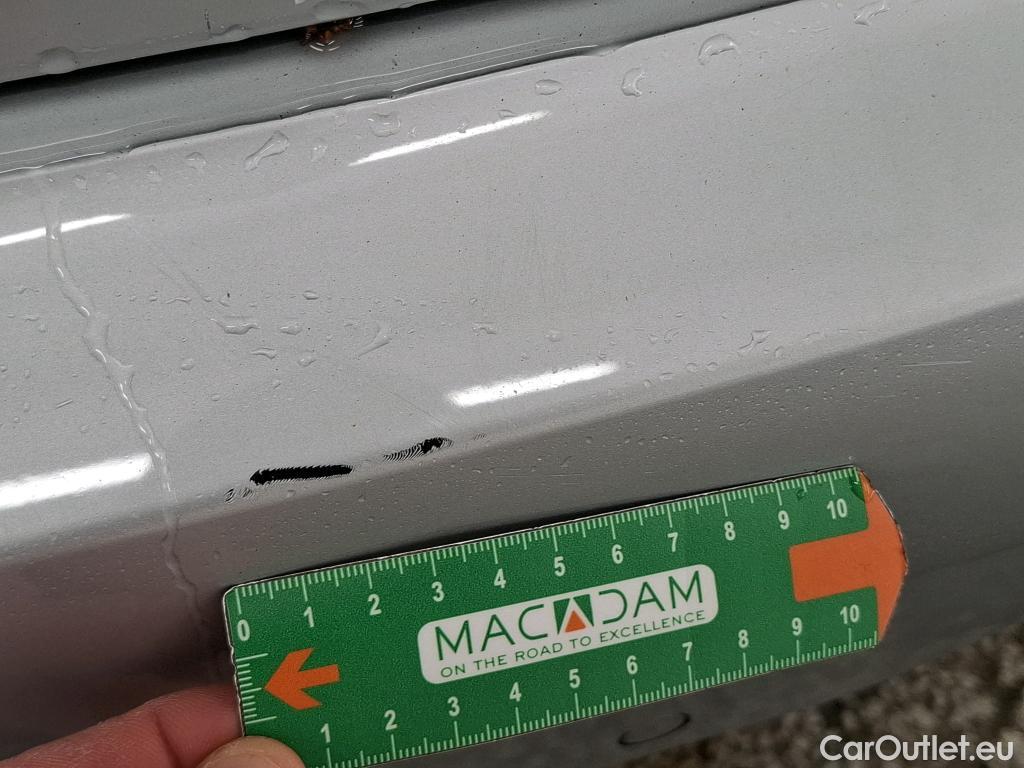 0 1 2 3 4 5 6 7 8 9 10
MACADAM
ON THE ROAD TO EXCELLENCE
1 2 3 4 5 6 7 8 9 10
CarOutlet.eu